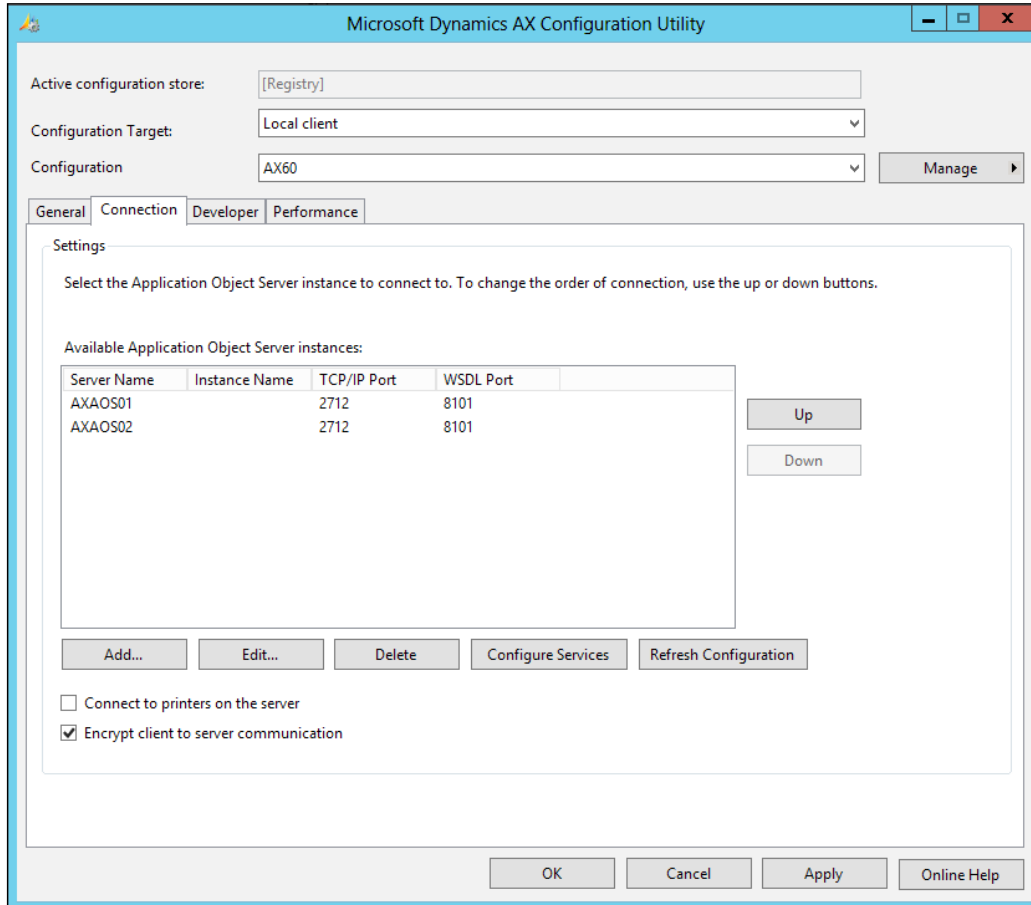 Microsoft Dynamics AX Configuration Utility
Active configuration store: [Registry]
Configuration Target: Local client
Configuration AX60 Manage
General Connection Developer Performance
Settings
Select the Application Object Server instance to connect to. To change the order of connection, use the up or down buttons.
Available Application Object Server instances:
Server Name Instance Name TCP/IP Port WSDL Port
AXAOS01 2712 8101
AXAOS02 2712 8101
Up
Down
Add... Edit... Delete Configure Services Refresh Configuration
Connect to printers on the server
Encrypt client to server communication
OK Cancel Apply Online Help